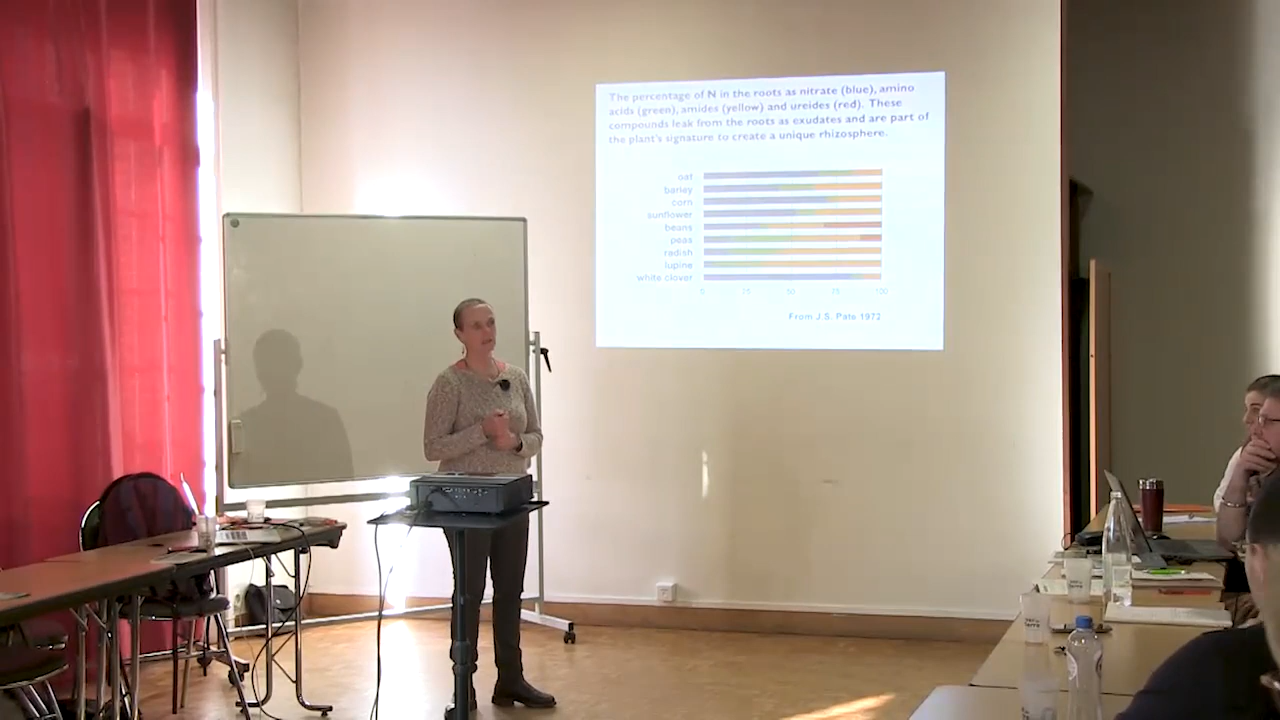 The percentage of N in the roots as nitrate (blue), amino
acids (green), amides (yellow) and ureides (red). These
compounds leak from the roots as exudates and are part of
the plant's signature to create a unique rhizosphere.
oat
barley
corn
sunflower
beans
peas
radish
lupine
white clover
50
75
100
From J.S. Pate 1972